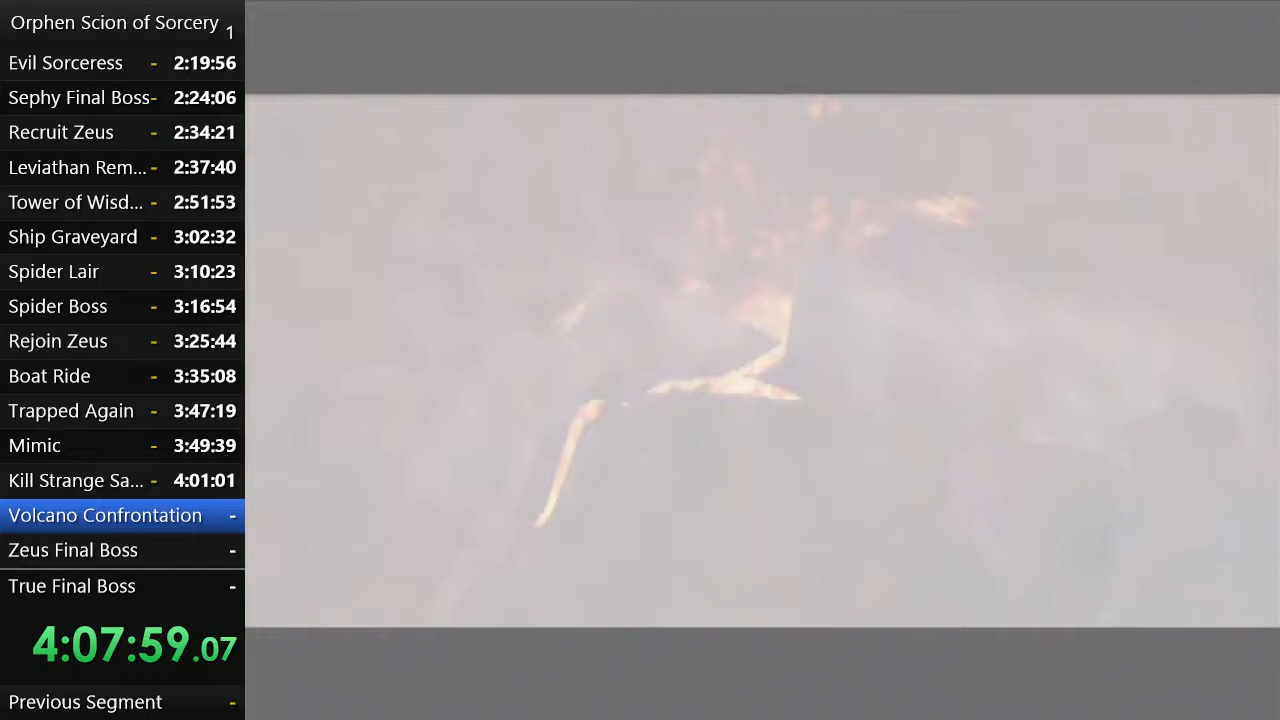 Orphen Scion of Sorcery 1
Evil Sorceress - 2:19:56
Sephy Final Boss - 2:24:06
Recruit Zeus - 2:34:21
Leviathan Rem... - 2:37:40
Tower of Wisd... - 2:51:53
Ship Graveyard - 3:02:32
Spider Lair - 3:10:23
Spider Boss - 3:16:54
Rejoin Zeus - 3:25:44
Boat Ride - 3:35:08
Trapped Again - 3:47:19
Mimic - 3:49:39
Kill Strange Sa... - 4:01:01
Volcano Confrontation -
Zeus Final Boss -
True Final Boss -
4:07:59.07
Previous Segment -